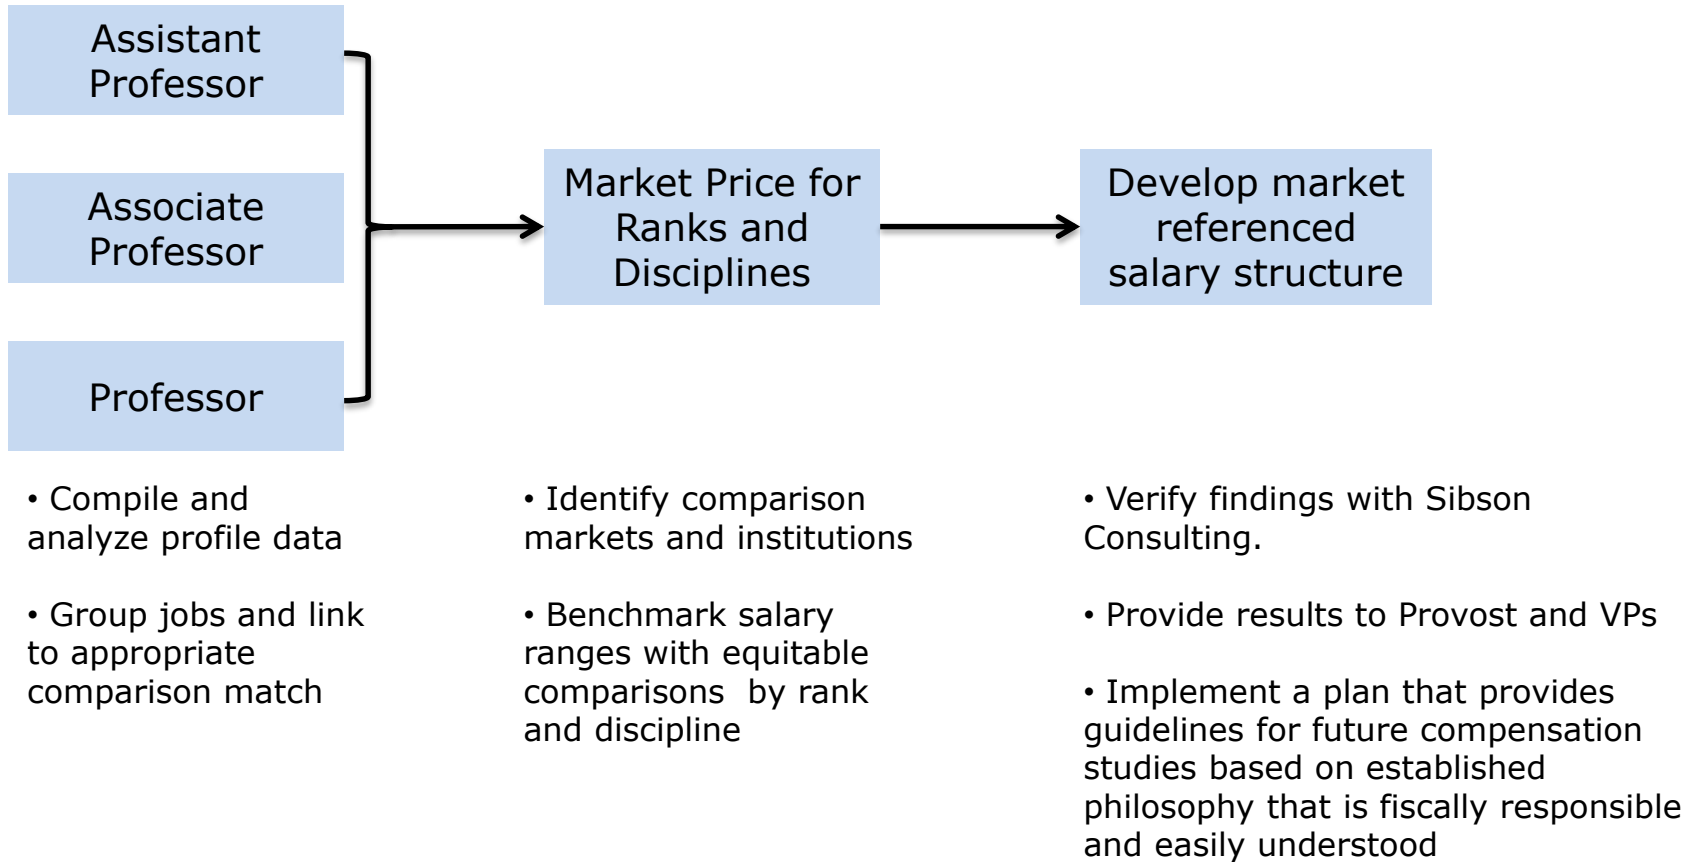 Assistant
Professor
Associate
Professor
Professor
Market Price for
Ranks and
Disciplines
Develop market
referenced
salary structure
• Compile and
analyze profile data
• Group jobs and link
to appropriate
comparison match
• Identify comparison
markets and institutions
• Benchmark salary
ranges with equitable
comparisons  by rank
and discipline
• Verify findings with Sibson
Consulting.
• Provide results to Provost and VPs
• Implement a plan that provides
guidelines for future compensation
studies based on established
philosophy that is fiscally responsible
and easily understood